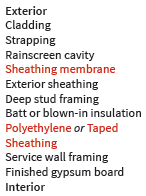 Exterior
Cladding
Strapping
Rainscreen cavity
Sheathing membrane
Exterior sheathing
Deep stud framing
Batt or blown-in insulation
Polyethylene or Taped
Sheathing
Service wall framing
Finished gypsum board
Interior